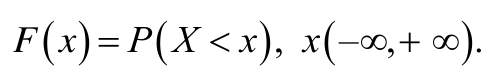 F(x) = P(X < x), x(−∞,+ ∞).